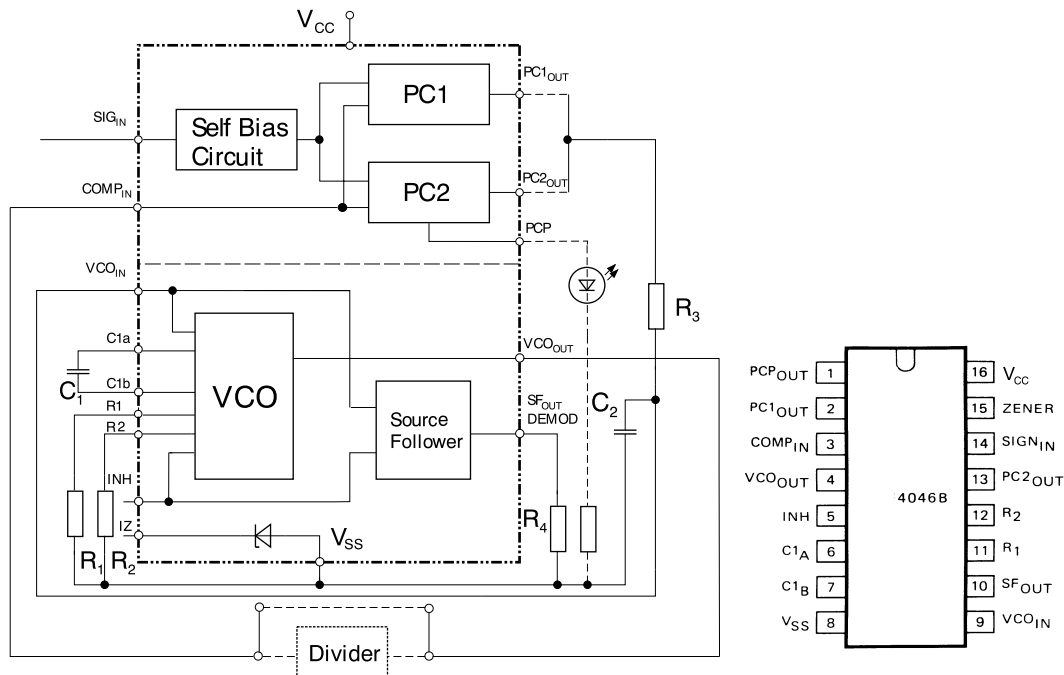 VCC
PC1OUT
PC1
SIGIN
Self Bias
Circuit
COMPIN
PC2
PC2OUT
PCP
VCOIN
R3
C1a
C1
C1b
R1
R2
VCO
VCOOUT
Source
Follower
SFOUT
DEMOD
C2
INH
IZ
VSS
R1
R2
R4
Divider
PCPOUT 1
PC1OUT 2
COMPIN 3
VCOOUT 4
INH 5
C1A 6
C1B 7
VSS 8
4046B
16 VCC
15 ZENER
14 SIGNIN
13 PC2OUT
12 R2
11 R1
10 SFOUT
9 VCOIN